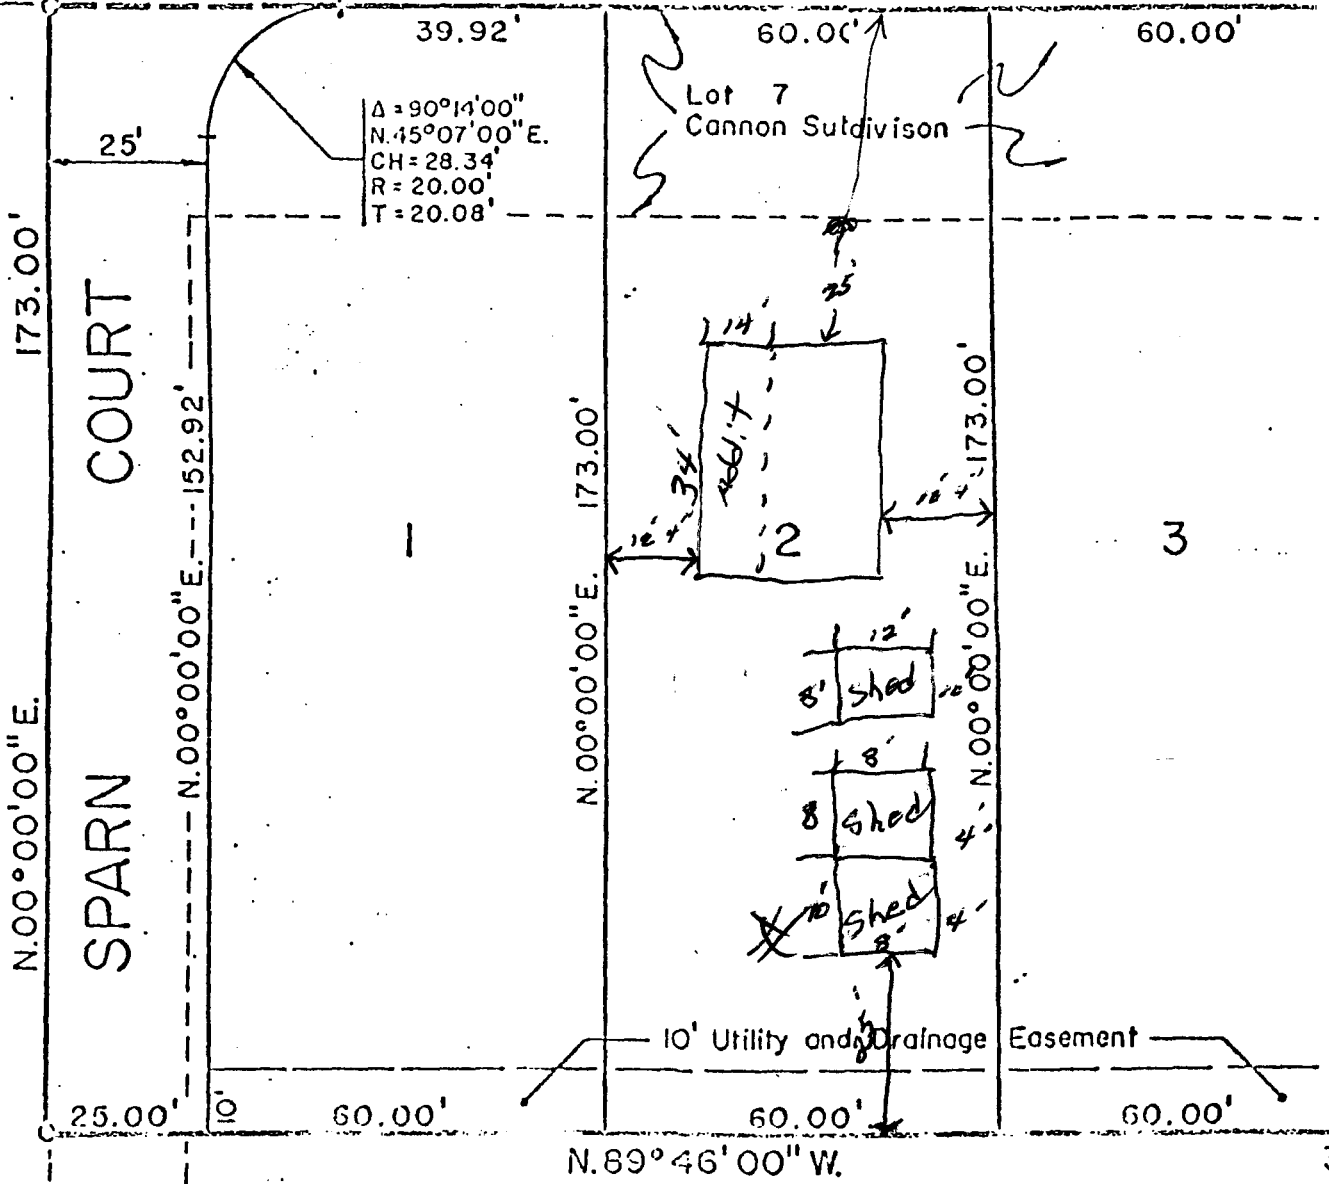 39.92'
60.00'
60.00'
Lot 7
Cannon Sutdivison
Δ = 90°14'00"
N.45°07'00"E.
CH = 28.34'
R = 20.00'
T = 20.08'
25'
173.00'
N.00°00'00"E.
SPARN COURT
N.00°00'00"E. 152.92'
25'
14'
34'
Addit
12'
N.00°00'00"E. 173.00'
N.00°00'00"E. 173.00'
1
2
3
12'
8' shed
8'
8 shed
4'
10' shed
8'
4'
10' Utility and Drainage Easement
25.00'
10'
60.00'
60.00'
60.00'
N.89°46'00"W.